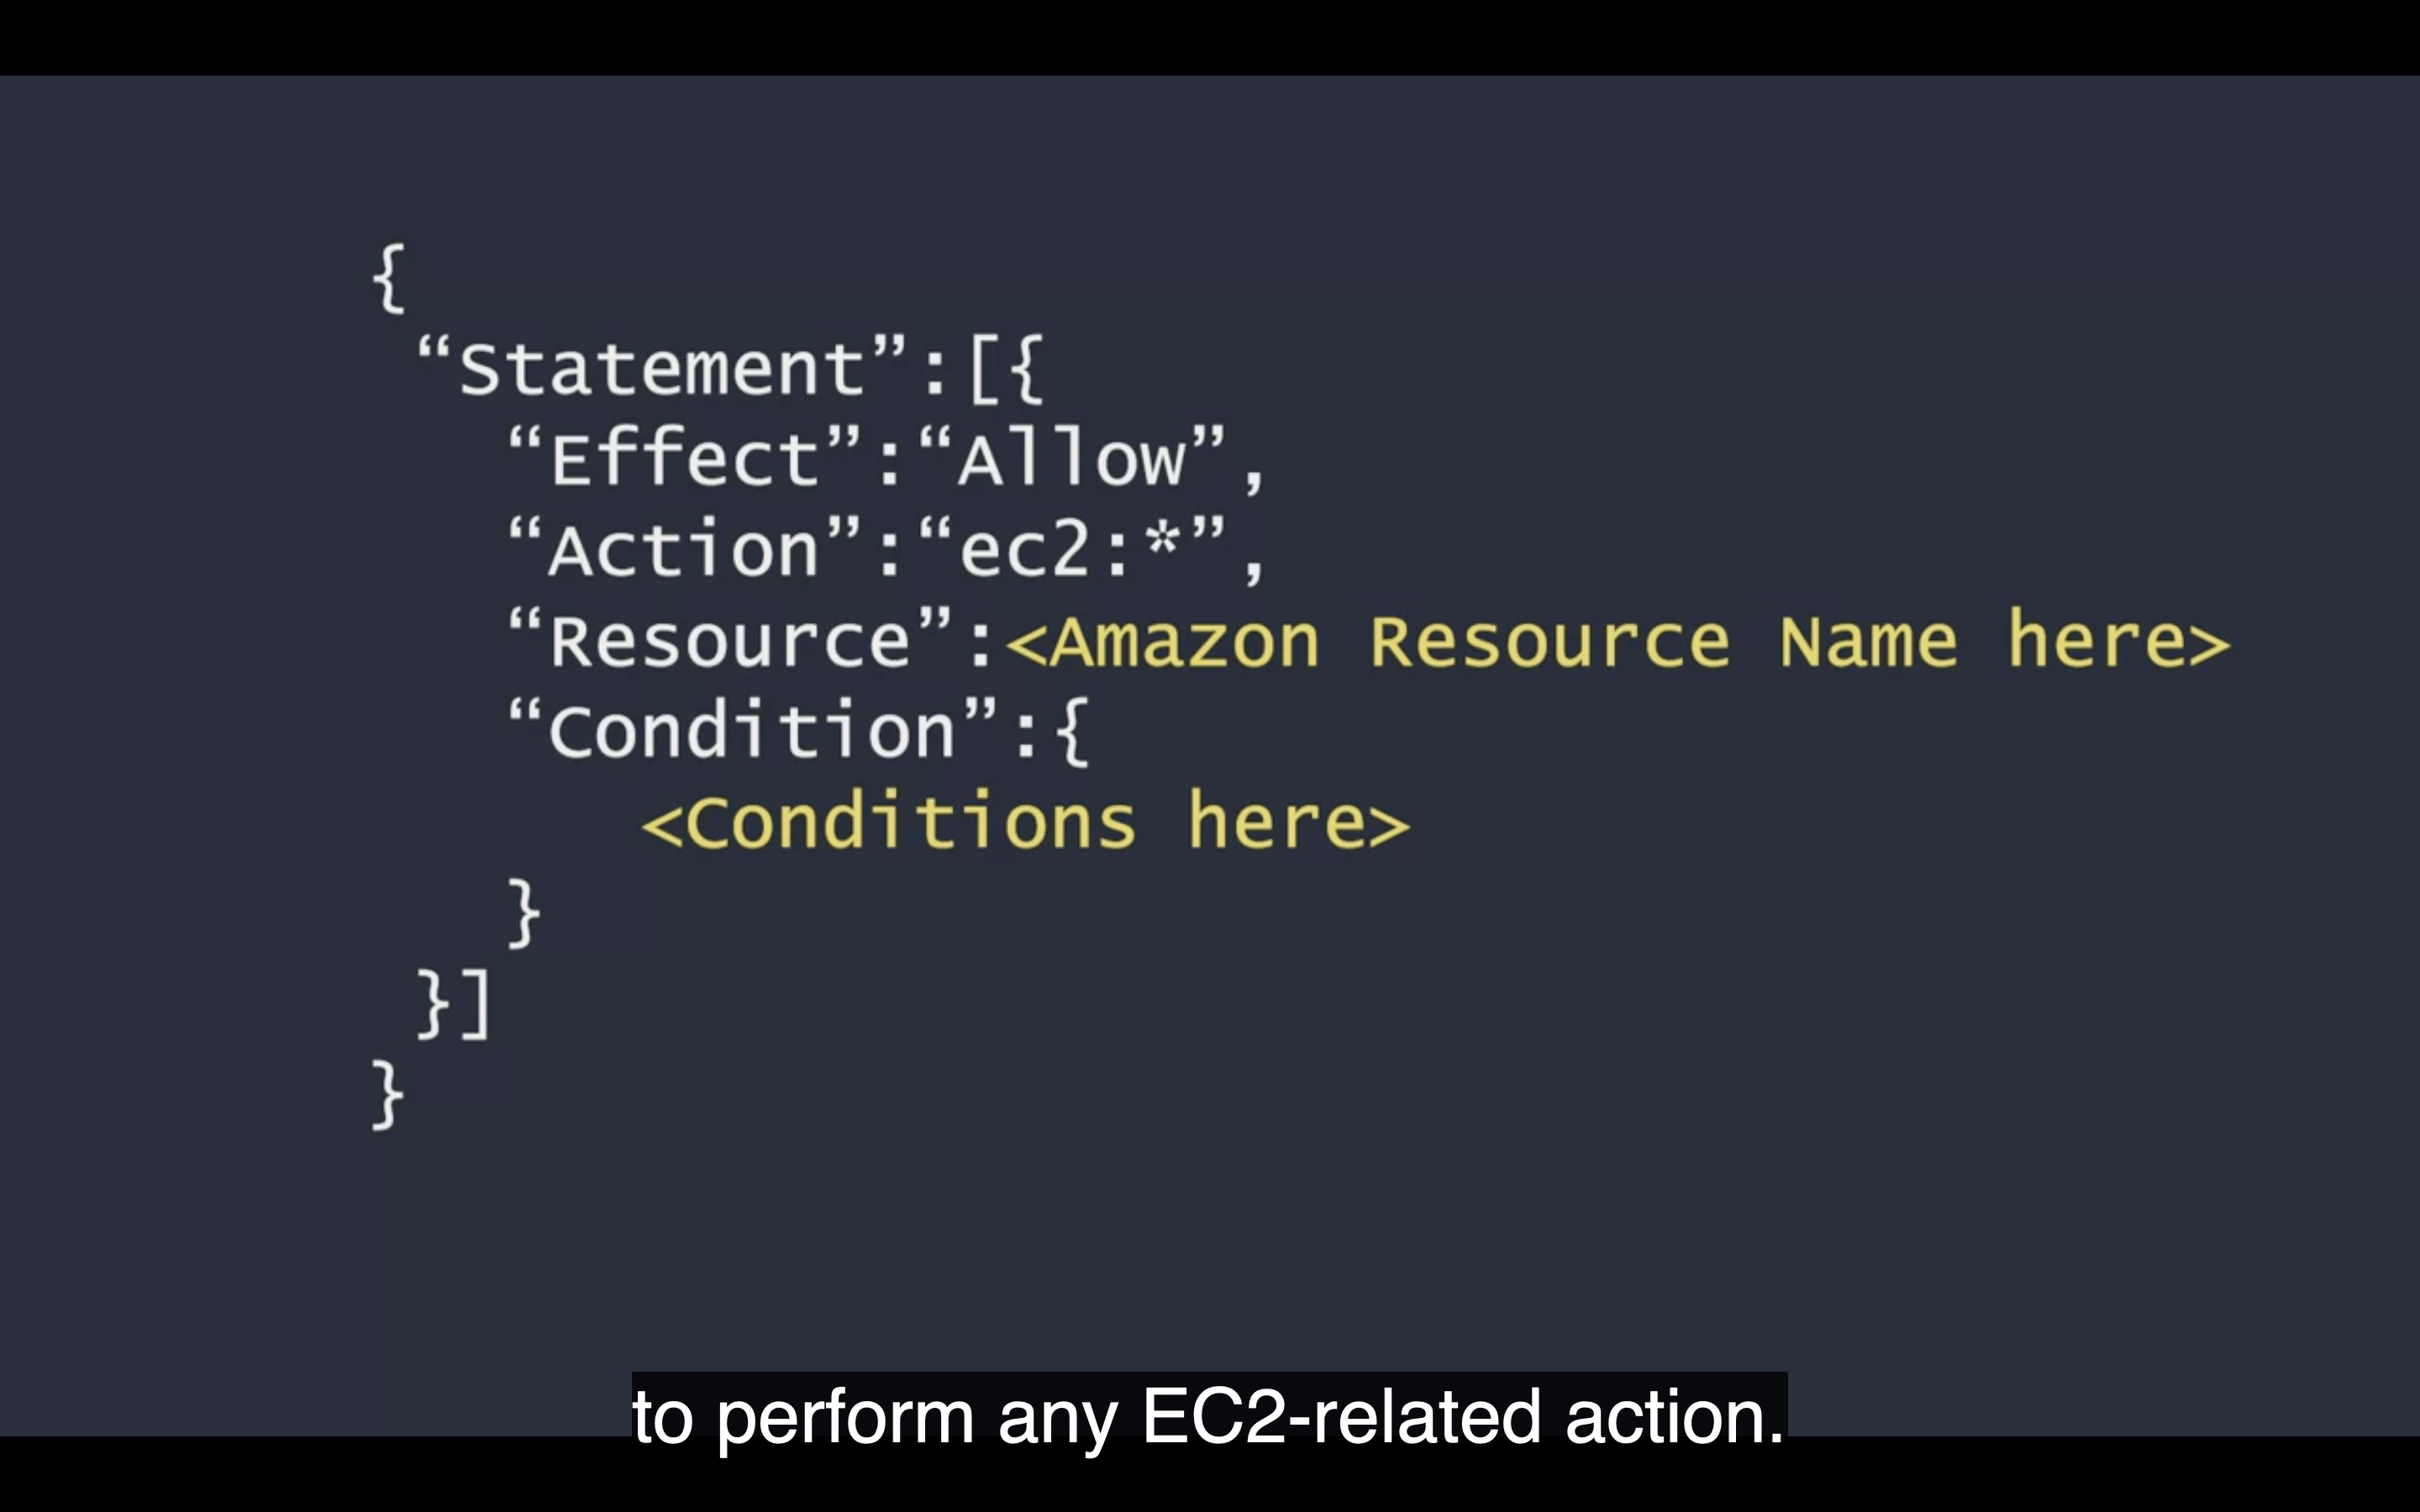 {
“Statement”:[{
“Effect”:“Allow”,
“Action”:“ec2:*”,
“Resource”:<Amazon Resource Name here>
“Condition”:{
<Conditions here>
}
}]
}
to perform any EC2-related action.